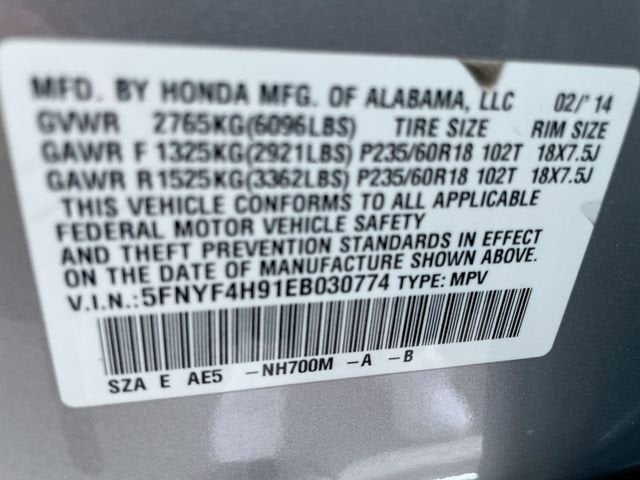 MFD. BY HONDA MFG. OF ALABAMA, LLC 02/'14
GVWR 2765KG(6096LBS) TIRE SIZE RIM SIZE
GAWR F 1325KG(2921LBS) P235/60R18 102T 18X7.5J
GAWR R 1525KG(3362LBS) P235/60R18 102T 18X7.5J
THIS VEHICLE CONFORMS TO ALL APPLICABLE
FEDERAL MOTOR VEHICLE SAFETY
AND THEFT PREVENTION STANDARDS IN EFFECT
ON THE DATE OF MANUFACTURE SHOWN ABOVE.
V.I.N.:5FNYF4H91EB030774 TYPE: MPV
SZA E AE5 -NH700M -A -B